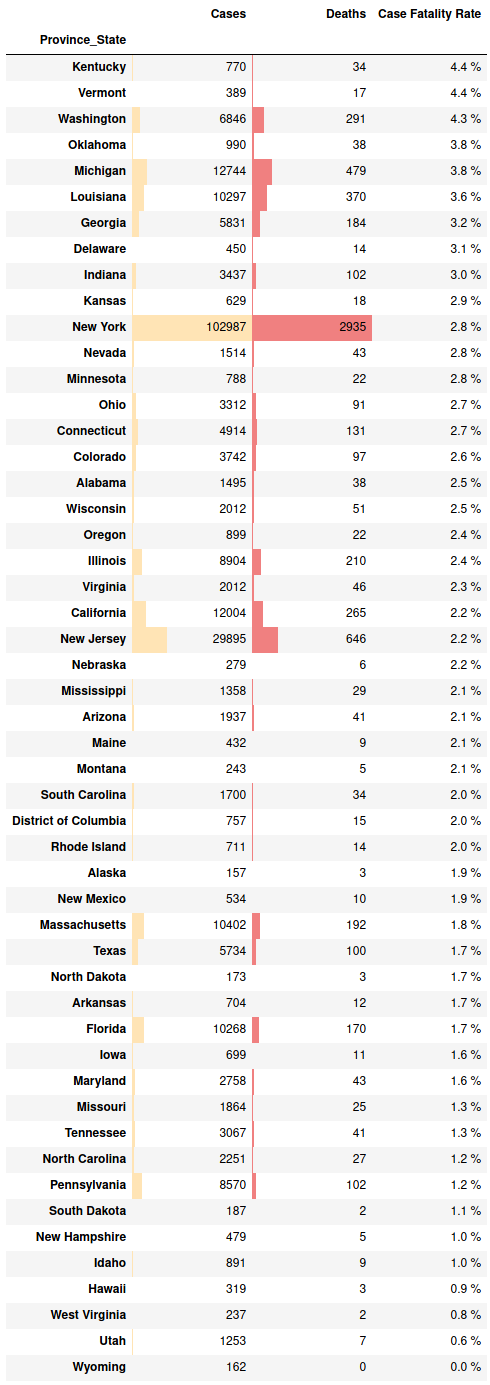 Cases Deaths Case Fatality Rate
Province_State
Kentucky 770 34 4.4 %
Vermont 389 17 4.4 %
Washington 6846 291 4.3 %
Oklahoma 990 38 3.8 %
Michigan 12744 479 3.8 %
Louisiana 10297 370 3.6 %
Georgia 5831 184 3.2 %
Delaware 450 14 3.1 %
Indiana 3437 102 3.0 %
Kansas 629 18 2.9 %
New York 102987 2935 2.8 %
Nevada 1514 43 2.8 %
Minnesota 788 22 2.8 %
Ohio 3312 91 2.7 %
Connecticut 4914 131 2.7 %
Colorado 3742 97 2.6 %
Alabama 1495 38 2.5 %
Wisconsin 2012 51 2.5 %
Oregon 899 22 2.4 %
Illinois 8904 210 2.4 %
Virginia 2012 46 2.3 %
California 12004 265 2.2 %
New Jersey 29895 646 2.2 %
Nebraska 279 6 2.2 %
Mississippi 1358 29 2.1 %
Arizona 1937 41 2.1 %
Maine 432 9 2.1 %
Montana 243 5 2.1 %
South Carolina 1700 34 2.0 %
District of Columbia 757 15 2.0 %
Rhode Island 711 14 2.0 %
Alaska 157 3 1.9 %
New Mexico 534 10 1.9 %
Massachusetts 10402 192 1.8 %
Texas 5734 100 1.7 %
North Dakota 173 3 1.7 %
Arkansas 704 12 1.7 %
Florida 10268 170 1.7 %
Iowa 699 11 1.6 %
Maryland 2758 43 1.6 %
Missouri 1864 25 1.3 %
Tennessee 3067 41 1.3 %
North Carolina 2251 27 1.2 %
Pennsylvania 8570 102 1.2 %
South Dakota 187 2 1.1 %
New Hampshire 479 5 1.0 %
Idaho 891 9 1.0 %
Hawaii 319 3 0.9 %
West Virginia 237 2 0.8 %
Utah 1253 7 0.6 %
Wyoming 162 0 0.0 %